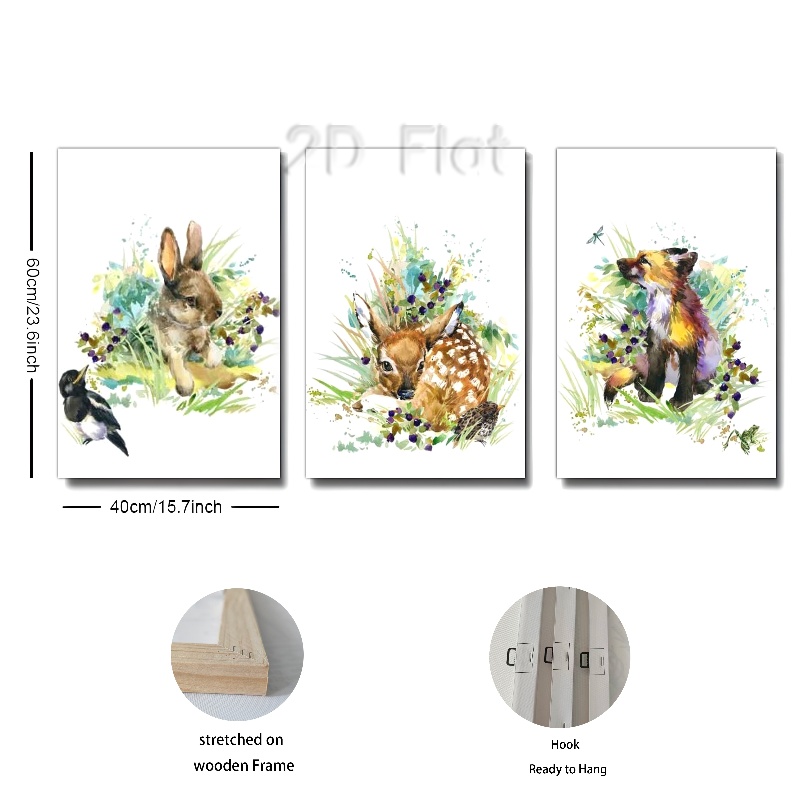 2D Flat
60cm/23.6inch
40cm/15.7inch
stretched on
wooden Frame
Hook
Ready to Hang